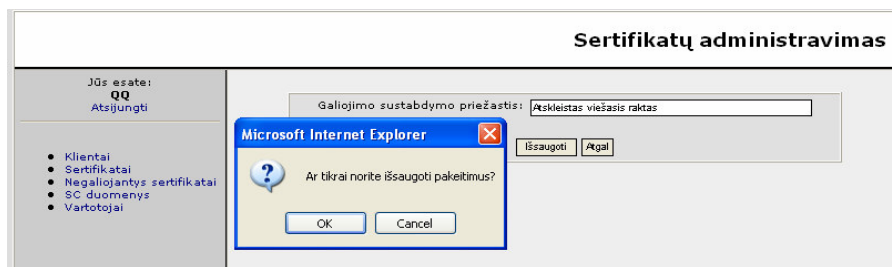 Sertifikatų administravimas
Jūs esate:
QQ
Atsijungti
Klientai
Sertifikatai
Negaliojantys sertifikatai
SC duomenys
Vartotojai
Galiojimo sustabdymo priežastis: Atskleistas viešasis raktas
Išsaugoti Atgal
Microsoft Internet Explorer
Ar tikrai norite išsaugoti pakeitimus?
OK Cancel